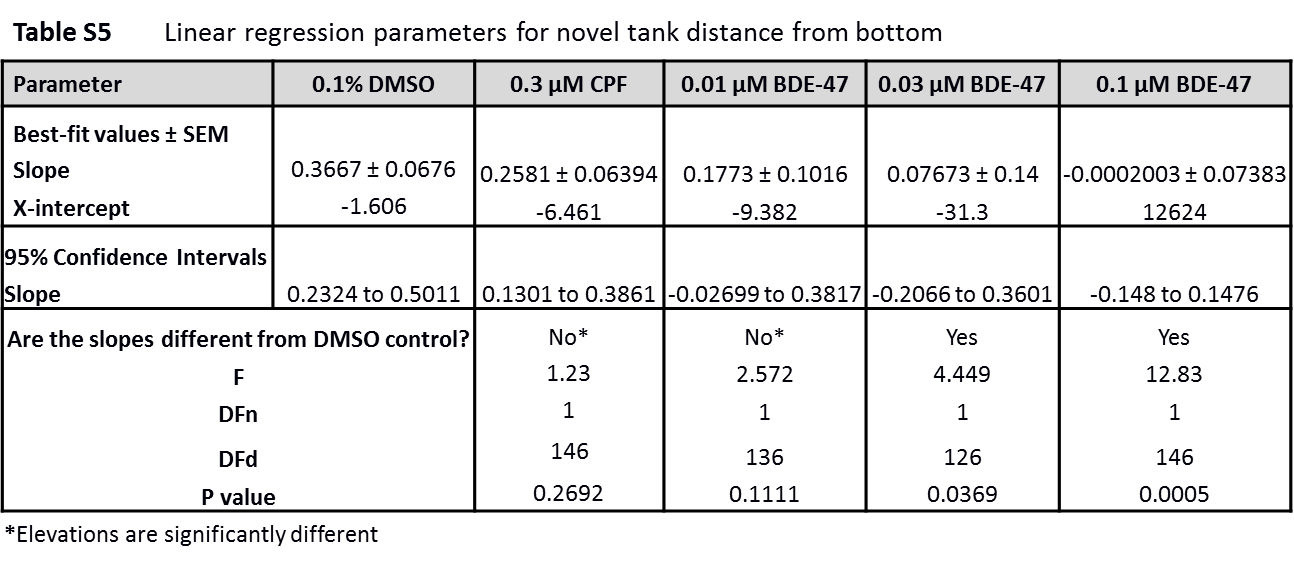 Table S5 Linear regression parameters for novel tank distance from bottom
Parameter 0.1% DMSO 0.3 µM CPF 0.01 µM BDE-47 0.03 µM BDE-47 0.1 µM BDE-47
Best-fit values ± SEM
Slope 0.3667 ± 0.0676 0.2581 ± 0.06394 0.1773 ± 0.1016 0.07673 ± 0.14 -0.0002003 ± 0.07383
X-intercept -1.606 -6.461 -9.382 -31.3 12624
95% Confidence Intervals
Slope 0.2324 to 0.5011 0.1301 to 0.3861 -0.02699 to 0.3817 -0.2066 to 0.3601 -0.148 to 0.1476
Are the slopes different from DMSO control? No* No* Yes Yes
F 1.23 2.572 4.449 12.83
DFn 1 1 1 1
DFd 146 136 126 146
P value 0.2692 0.1111 0.0369 0.0005
*Elevations are significantly different